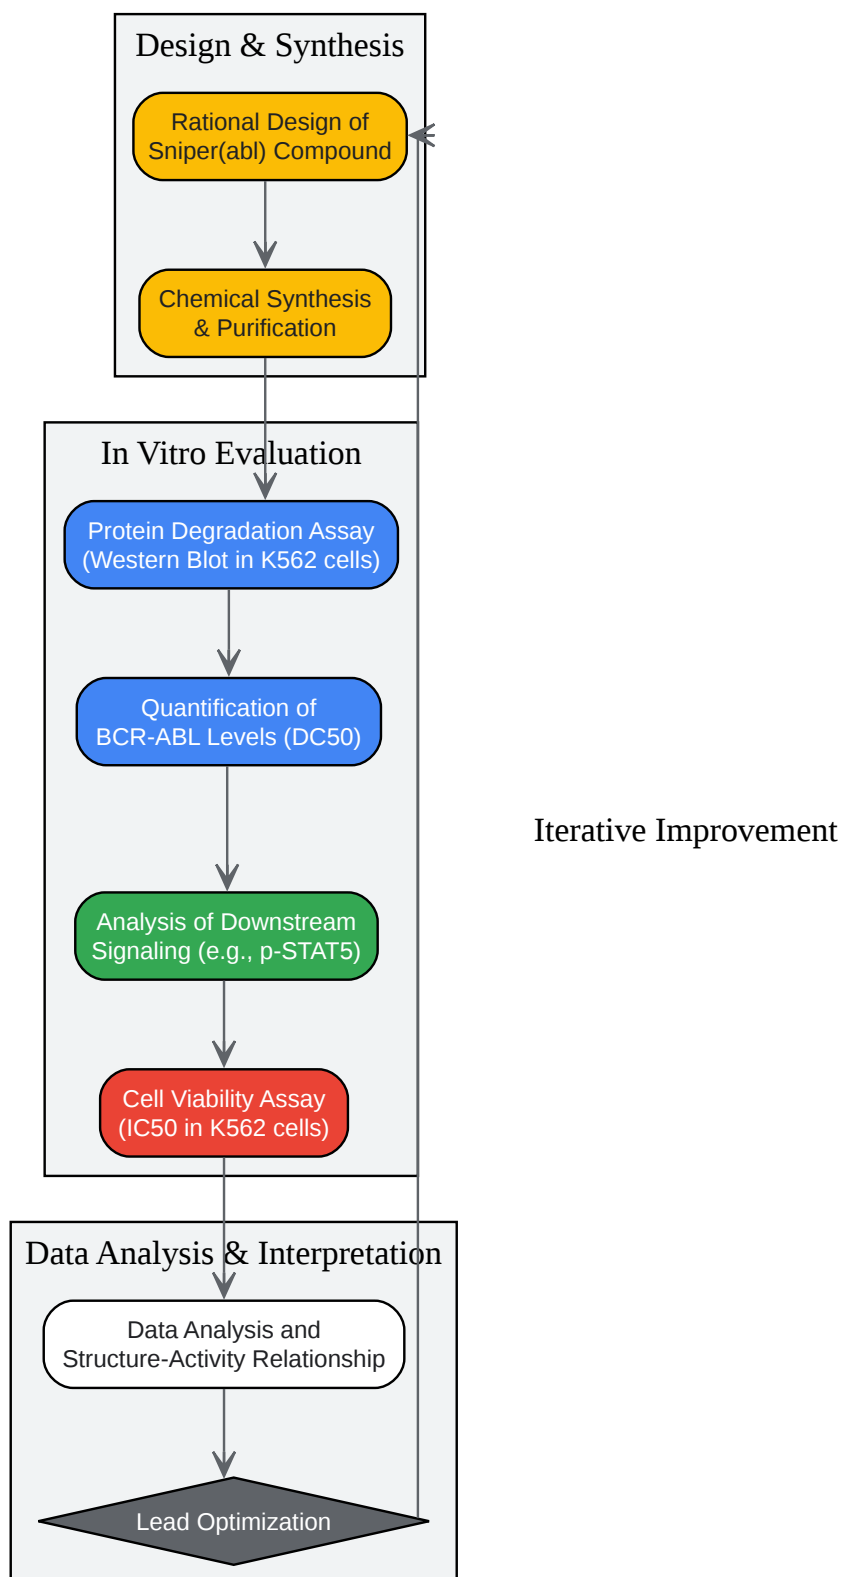 Design & Synthesis
Rational Design of
Sniper(abl) Compound
Chemical Synthesis
& Purification
In Vitro Evaluation
Protein Degradation Assay
(Western Blot in K562 cells)
Quantification of
BCR-ABL Levels (DC50)
Iterative Improvement
Analysis of Downstream
Signaling (e.g., p-STAT5)
Cell Viability Assay
(IC50 in K562 cells)
Data Analysis & Interpretation
Data Analysis and
Structure-Activity Relationship
Lead Optimization